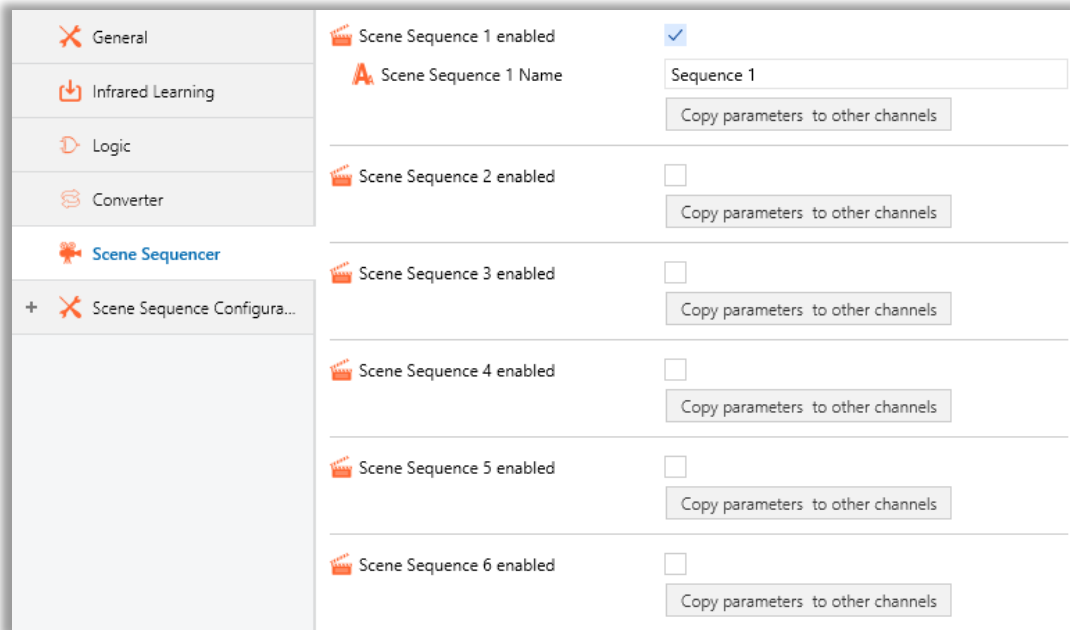 General
Infrared Learning
Logic
Converter
Scene Sequencer
+ Scene Sequence Configura...
Scene Sequence 1 enabled
Scene Sequence 1 Name
Sequence 1
Copy parameters to other channels
Scene Sequence 2 enabled
Copy parameters to other channels
Scene Sequence 3 enabled
Copy parameters to other channels
Scene Sequence 4 enabled
Copy parameters to other channels
Scene Sequence 5 enabled
Copy parameters to other channels
Scene Sequence 6 enabled
Copy parameters to other channels